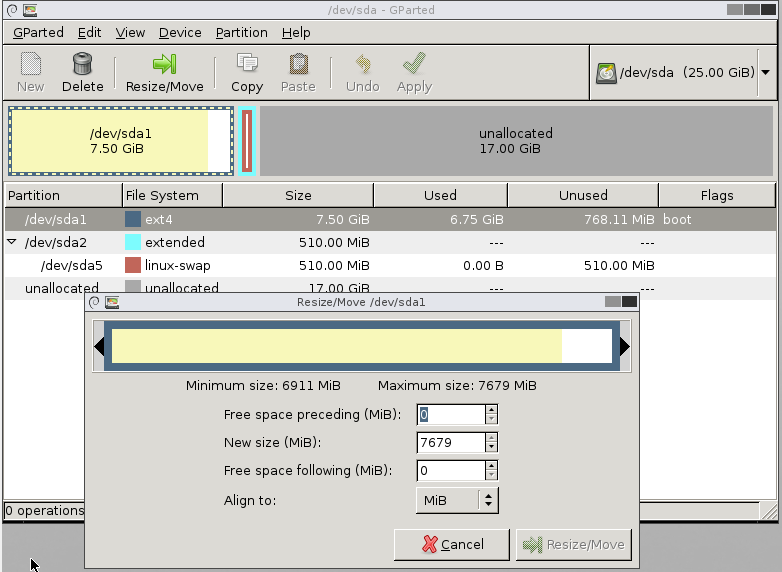 /dev/sda - GParted
GParted Edit View Device Partition Help
New Delete Resize/Move Copy Paste Undo Apply /dev/sda (25.00 GiB)
/dev/sda1
7.50 GiB
unallocated
17.00 GiB
Partition File System Size Used Unused Flags
/dev/sda1 ext4 7.50 GiB 6.75 GiB 768.11 MiB boot
/dev/sda2 extended 510.00 MiB --- ---
/dev/sda5 linux-swap 510.00 MiB 0.00 B 510.00 MiB
unallocated unallocated 17.00 GiB --- ---
Resize/Move /dev/sda1
Minimum size: 6911 MiB Maximum size: 7679 MiB
Free space preceding (MiB): 0
New size (MiB): 7679
Free space following (MiB): 0
Align to: MiB
Cancel Resize/Move
0 operations